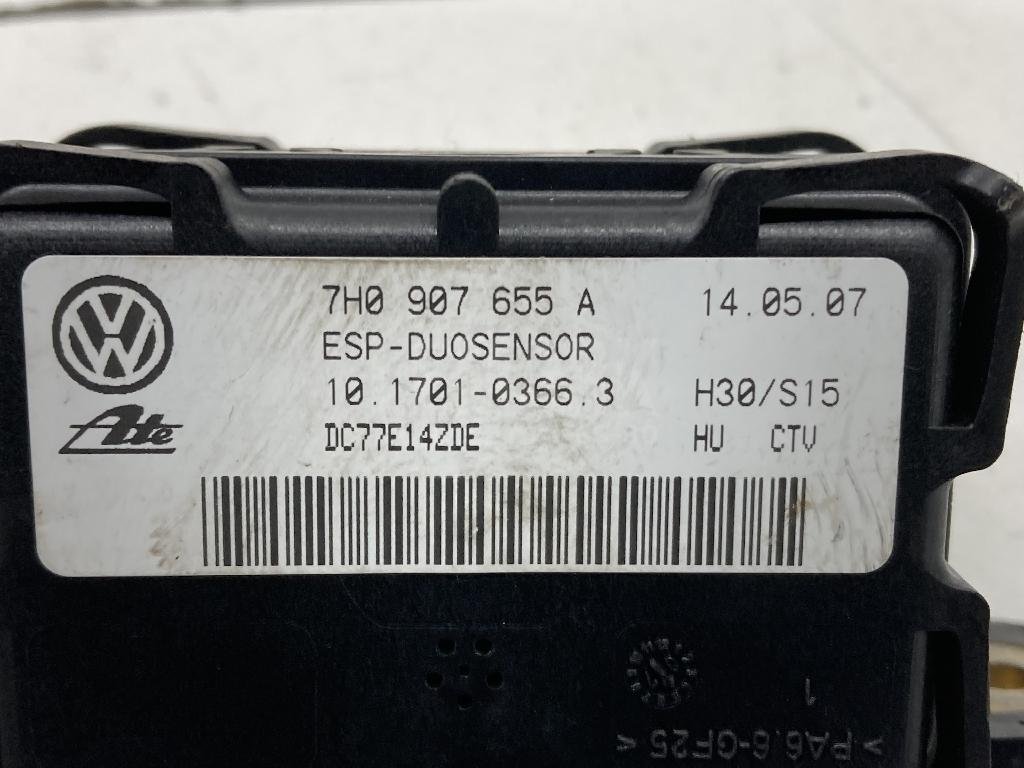 7H0 907 655 A 14.05.07
ESP-DUOSENSOR
10.1701-0366.3 H30/S15
Ate
DC77E14ZDE HU CTV
1
>PA6.6-GF25<